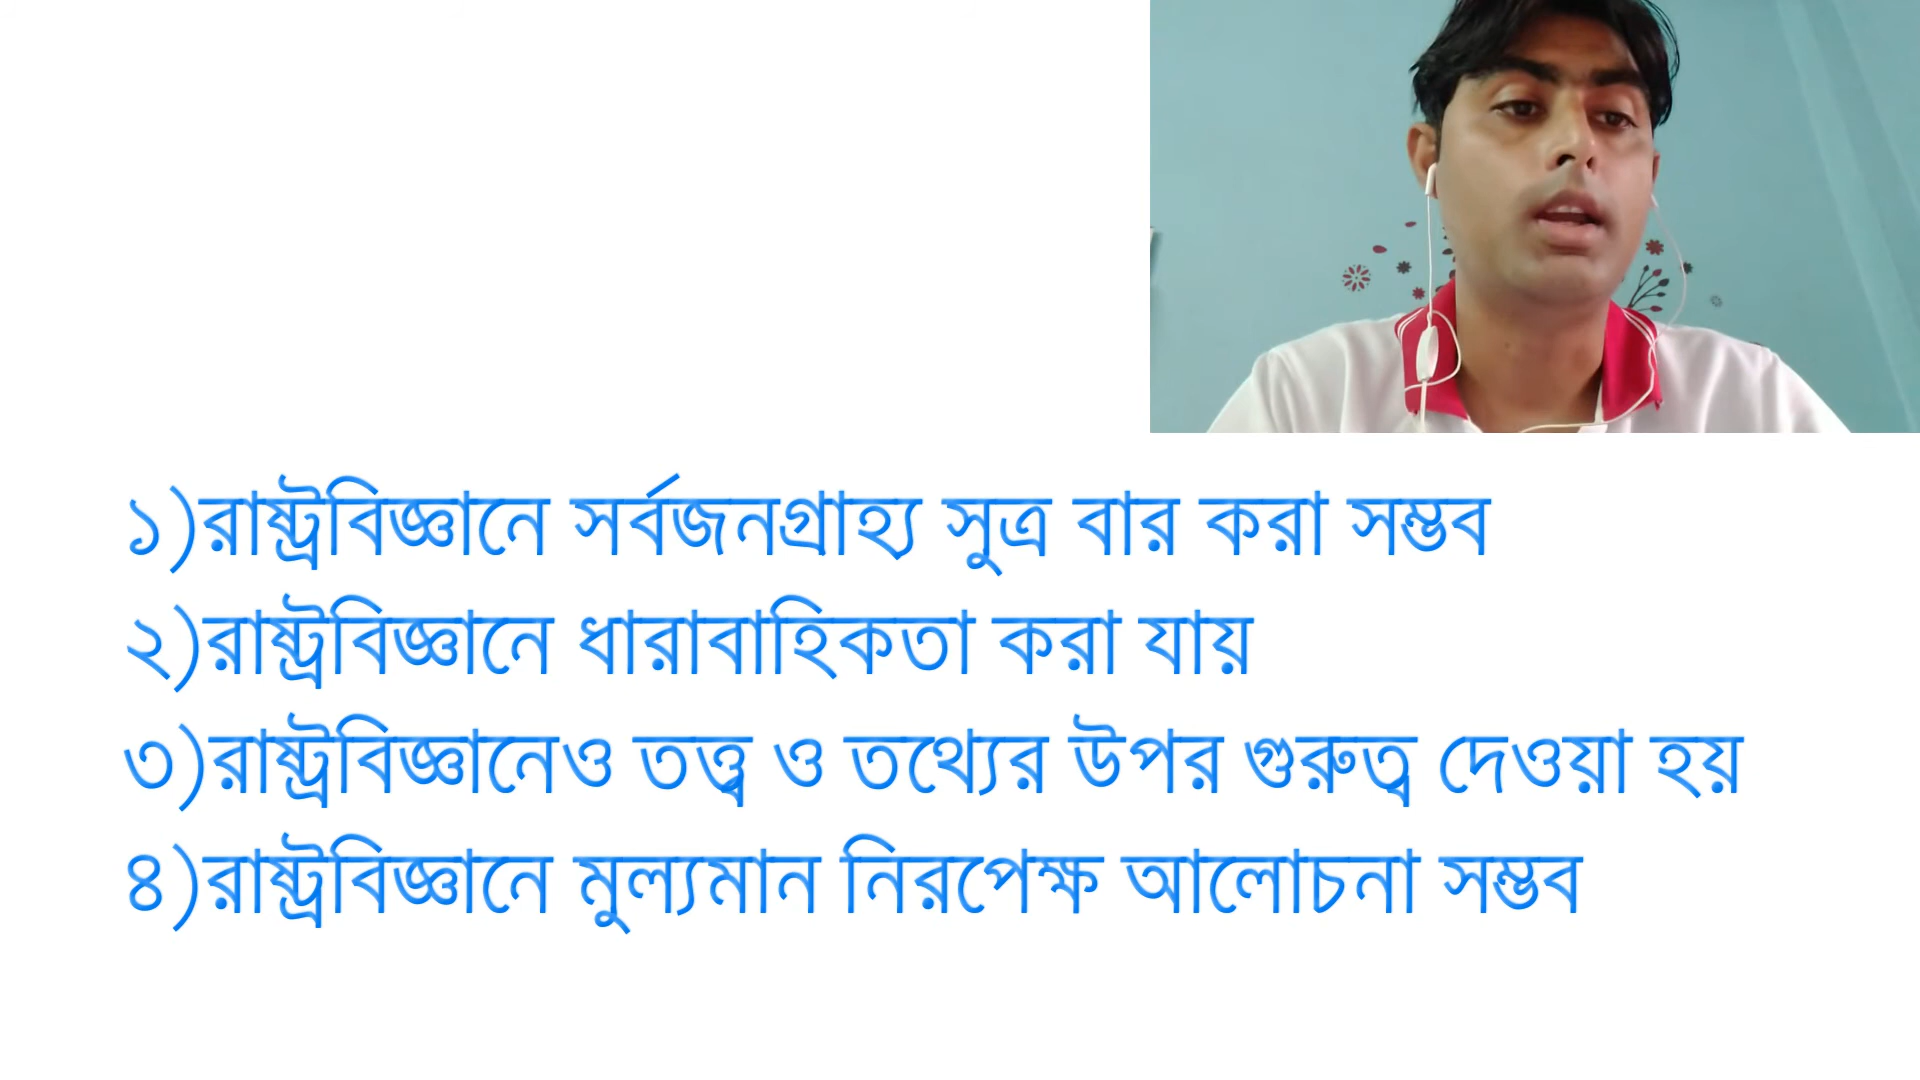 ১)রাষ্ট্রবিজ্ঞানে সর্বজনগ্রাহ্য সুত্র বার করা সম্ভব
২)রাষ্ট্রবিজ্ঞানে ধারাবাহিকতা করা যায়
৩)রাষ্ট্রবিজ্ঞানেও তত্ত্ব ও তথ্যের উপর গুরুত্ব দেওয়া হয়
৪)রাষ্ট্রবিজ্ঞানে মুল্যমান নিরপেক্ষ আলোচনা সম্ভব